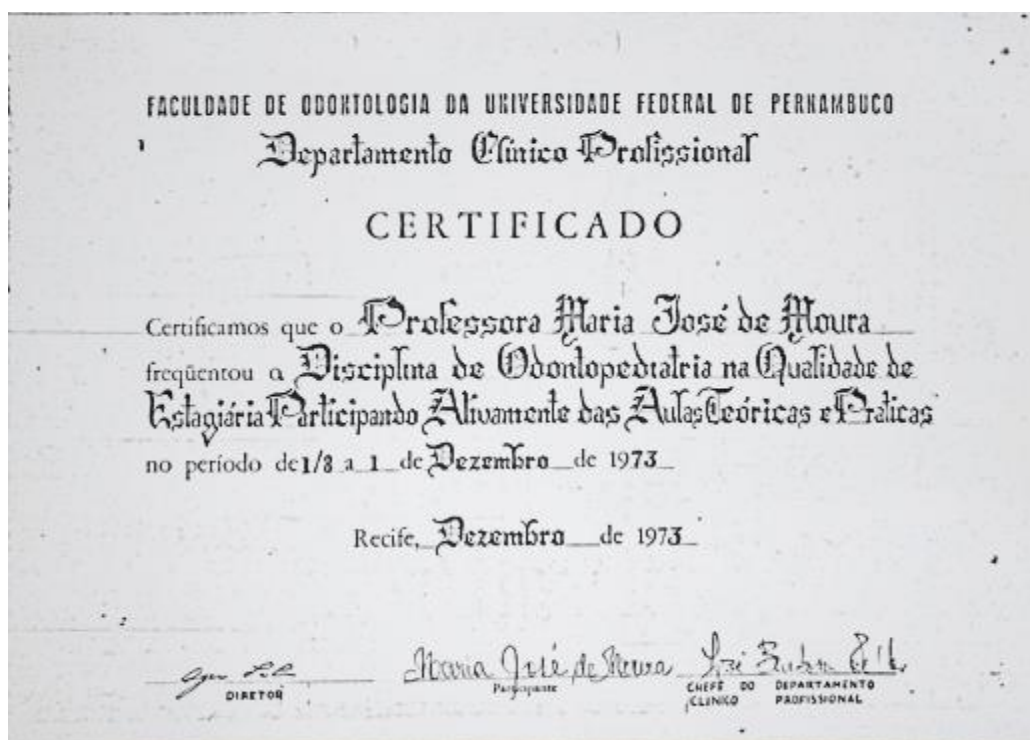 FACULDADE DE ODONTOLOGIA DA UNIVERSIDADE FEDERAL DE PERNAMBUCO
Departamento Clínico Profissional
CERTIFICADO
Certificamos que o Professora Maria José de Moura
freqüentou a Disciplina de Odontopediatria na Qualidade de
Estagiária Participando Ativamente das Aulas Teóricas e Praticas
no período de 1/8 a 1 de Dezembro de 1973
Recife, Dezembro de 1973
Maria José de Moura
DIRETOR Participante CHEFE DO DEPARTAMENTO
CLINICO PROFISSIONAL